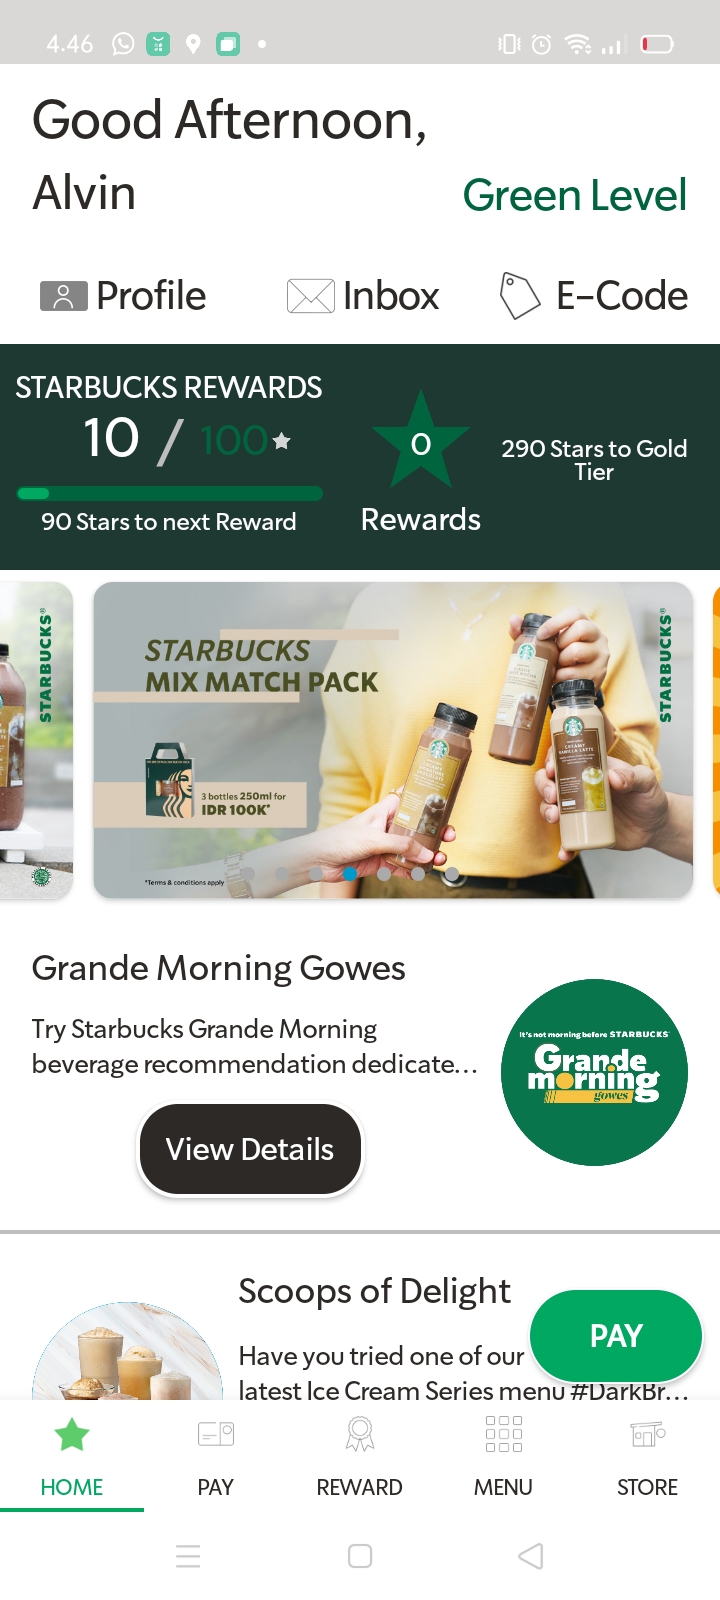 4.46
Good Afternoon,
Alvin
Green Level
Profile
Inbox
E-Code
STARBUCKS REWARDS
10 / 100
90 Stars to next Reward
0
Rewards
290 Stars to Gold
Tier
STARBUCKS®
STARBUCKS
MIX MATCH PACK
3 bottles 250ml for
IDR 100K*
*Terms & conditions apply
STARBUCKS®
CREAMY
VANILLA LATTE
Grande Morning Gowes
Try Starbucks Grande Morning
beverage recommendation dedicate...
View Details
It's not morning before STARBUCKS
Grande
morning
gowes
Scoops of Delight
Have you tried one of our
latest Ice Cream Series menu #DarkBr...
PAY
HOME
PAY
REWARD
MENU
STORE